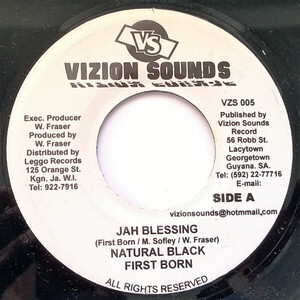 VS
VIZION SOUNDS
VZS 005
Exec. Producer
W. Fraser
Produced by
W. Fraser
Distributed by
Leggo Records
125 Orange St.
Kgn. Ja. W.I.
Tel: 922-7916
Published by
Vizion Sounds
Record
56 Robb St.
Lacytown
Georgetown
Guyana. SA.
Tel: (592) 22-77716
E-mail:
SIDE A
vizionsounds@hotmmail,com
JAH BLESSING
(First Born / M. Sofley / W. Fraser)
NATURAL BLACK
FIRST BORN
ALL RIGHTS RESERVED